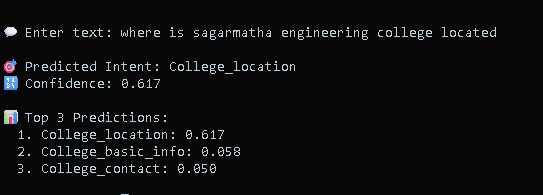 💬 Enter text: where is sagarmatha engineering college located
🎯 Predicted Intent: College_location
🔢 Confidence: 0.617
📊 Top 3 Predictions:
1. College_location: 0.617
2. College_basic_info: 0.058
3. College_contact: 0.050